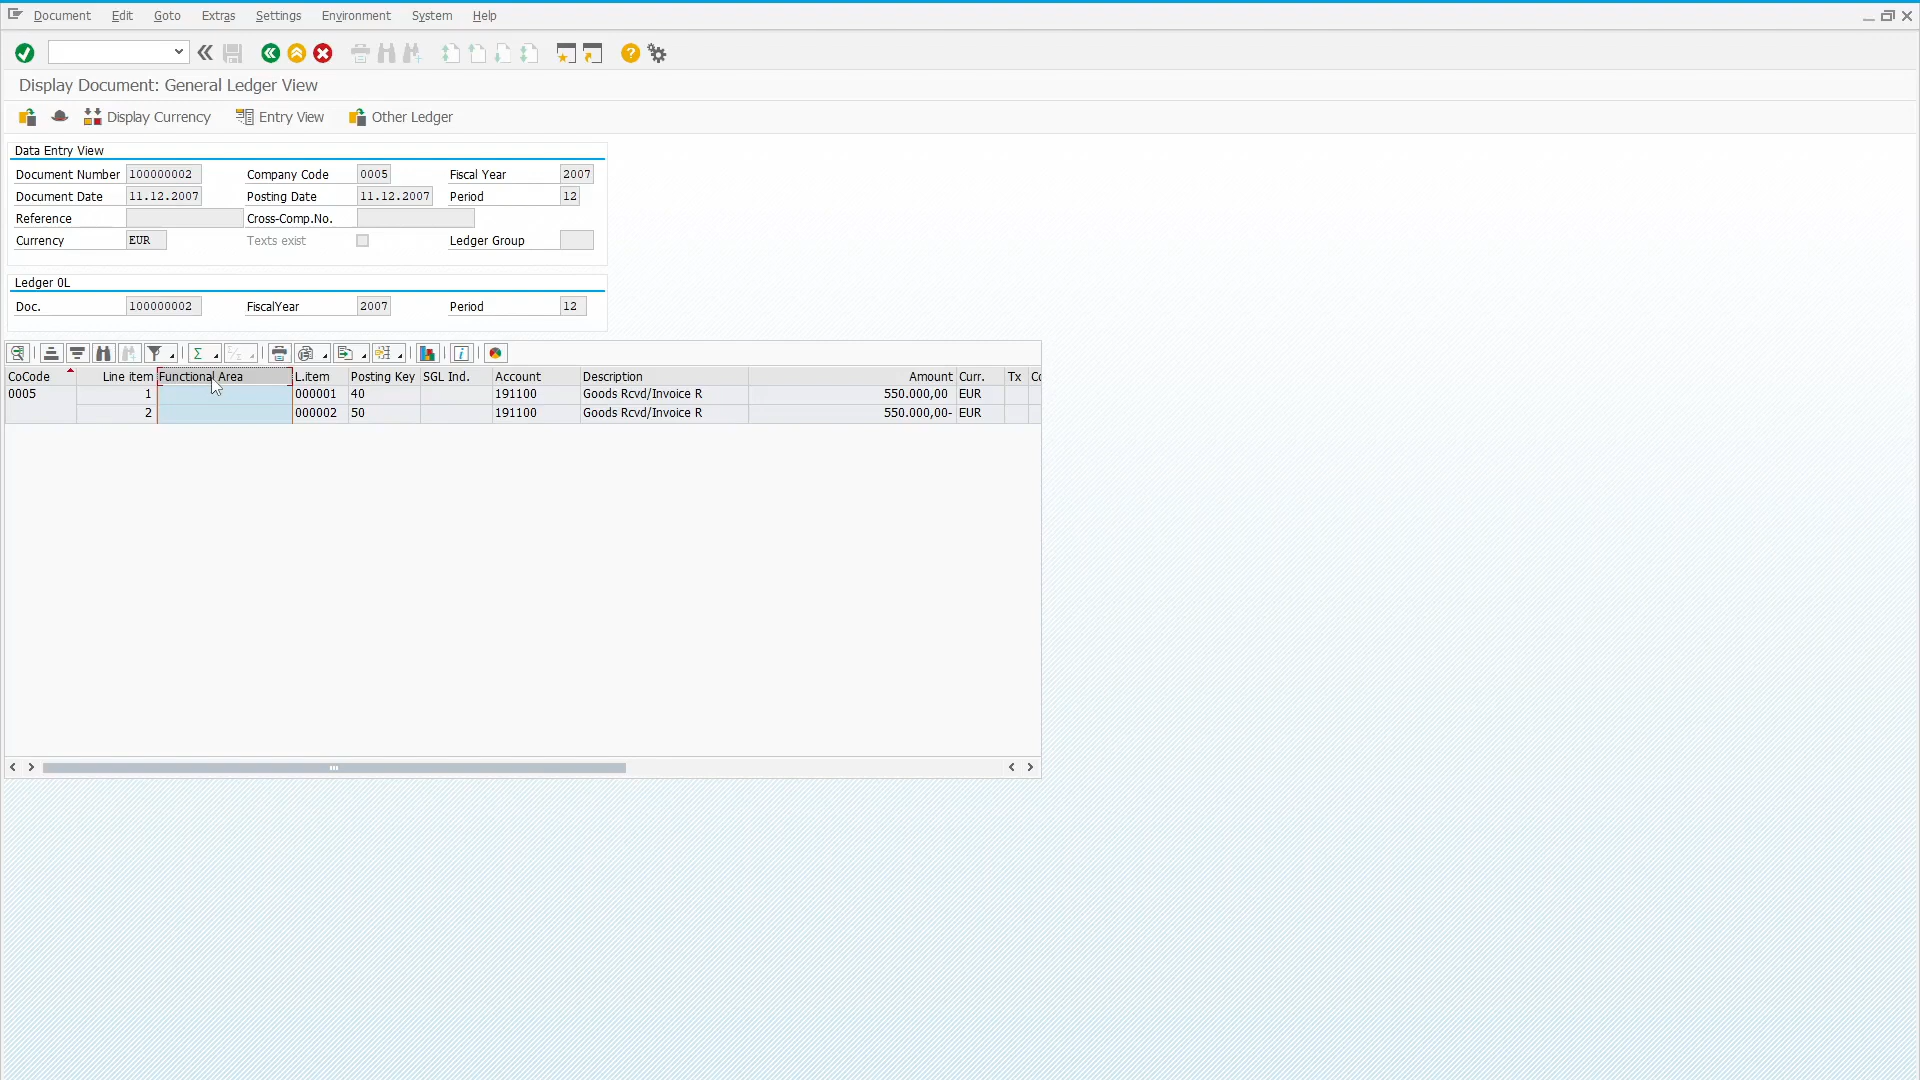 Document Edit Goto Extras Settings Environment System Help
Display Document: General Ledger View
Display Currency Entry View Other Ledger
Data Entry View
Document Number 100000002 Company Code 0005 Fiscal Year 2007
Document Date 11.12.2007 Posting Date 11.12.2007 Period 12
Reference Cross-Comp.No.
Currency EUR Texts exist Ledger Group
Ledger 0L
Doc. 100000002 FiscalYear 2007 Period 12
CoCode Line item Functional Area L.item Posting Key SGL Ind. Account Description Amount Curr. Tx
0005 1 000001 40 191100 Goods Rcvd/Invoice R 550.000,00 EUR
2 000002 50 191100 Goods Rcvd/Invoice R 550.000,00- EUR